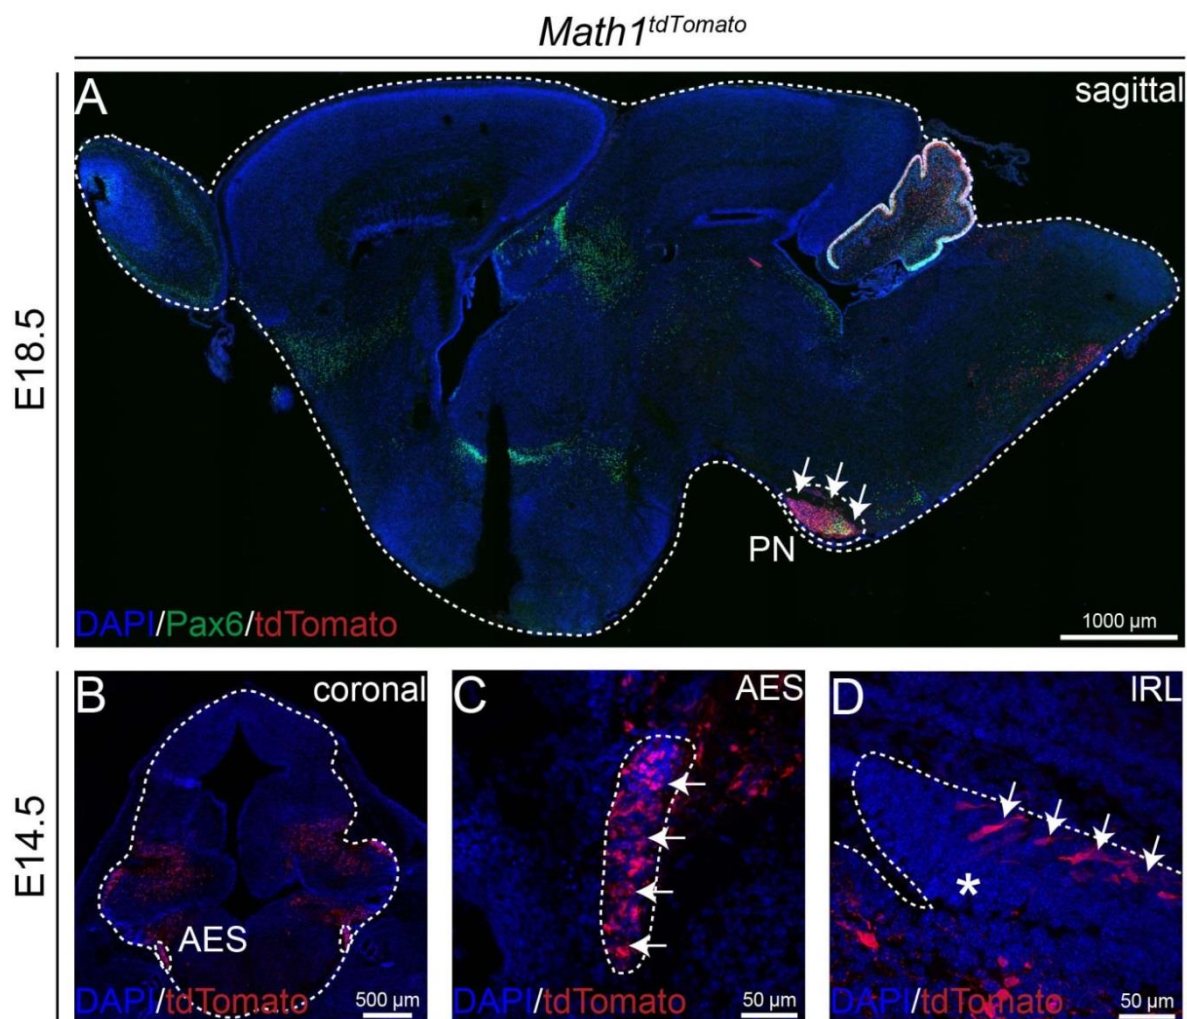 Math1tdTomato
A
sagittal
E18.5
PN
DAPI/Pax6/tdTomato
1000 µm
B
coronal
C
AES
D
IRL
E14.5
*
AES
DAPI/tdTomato
500 µm
DAPI/tdTomato
50 µm
DAPI/tdTomato
50 µm